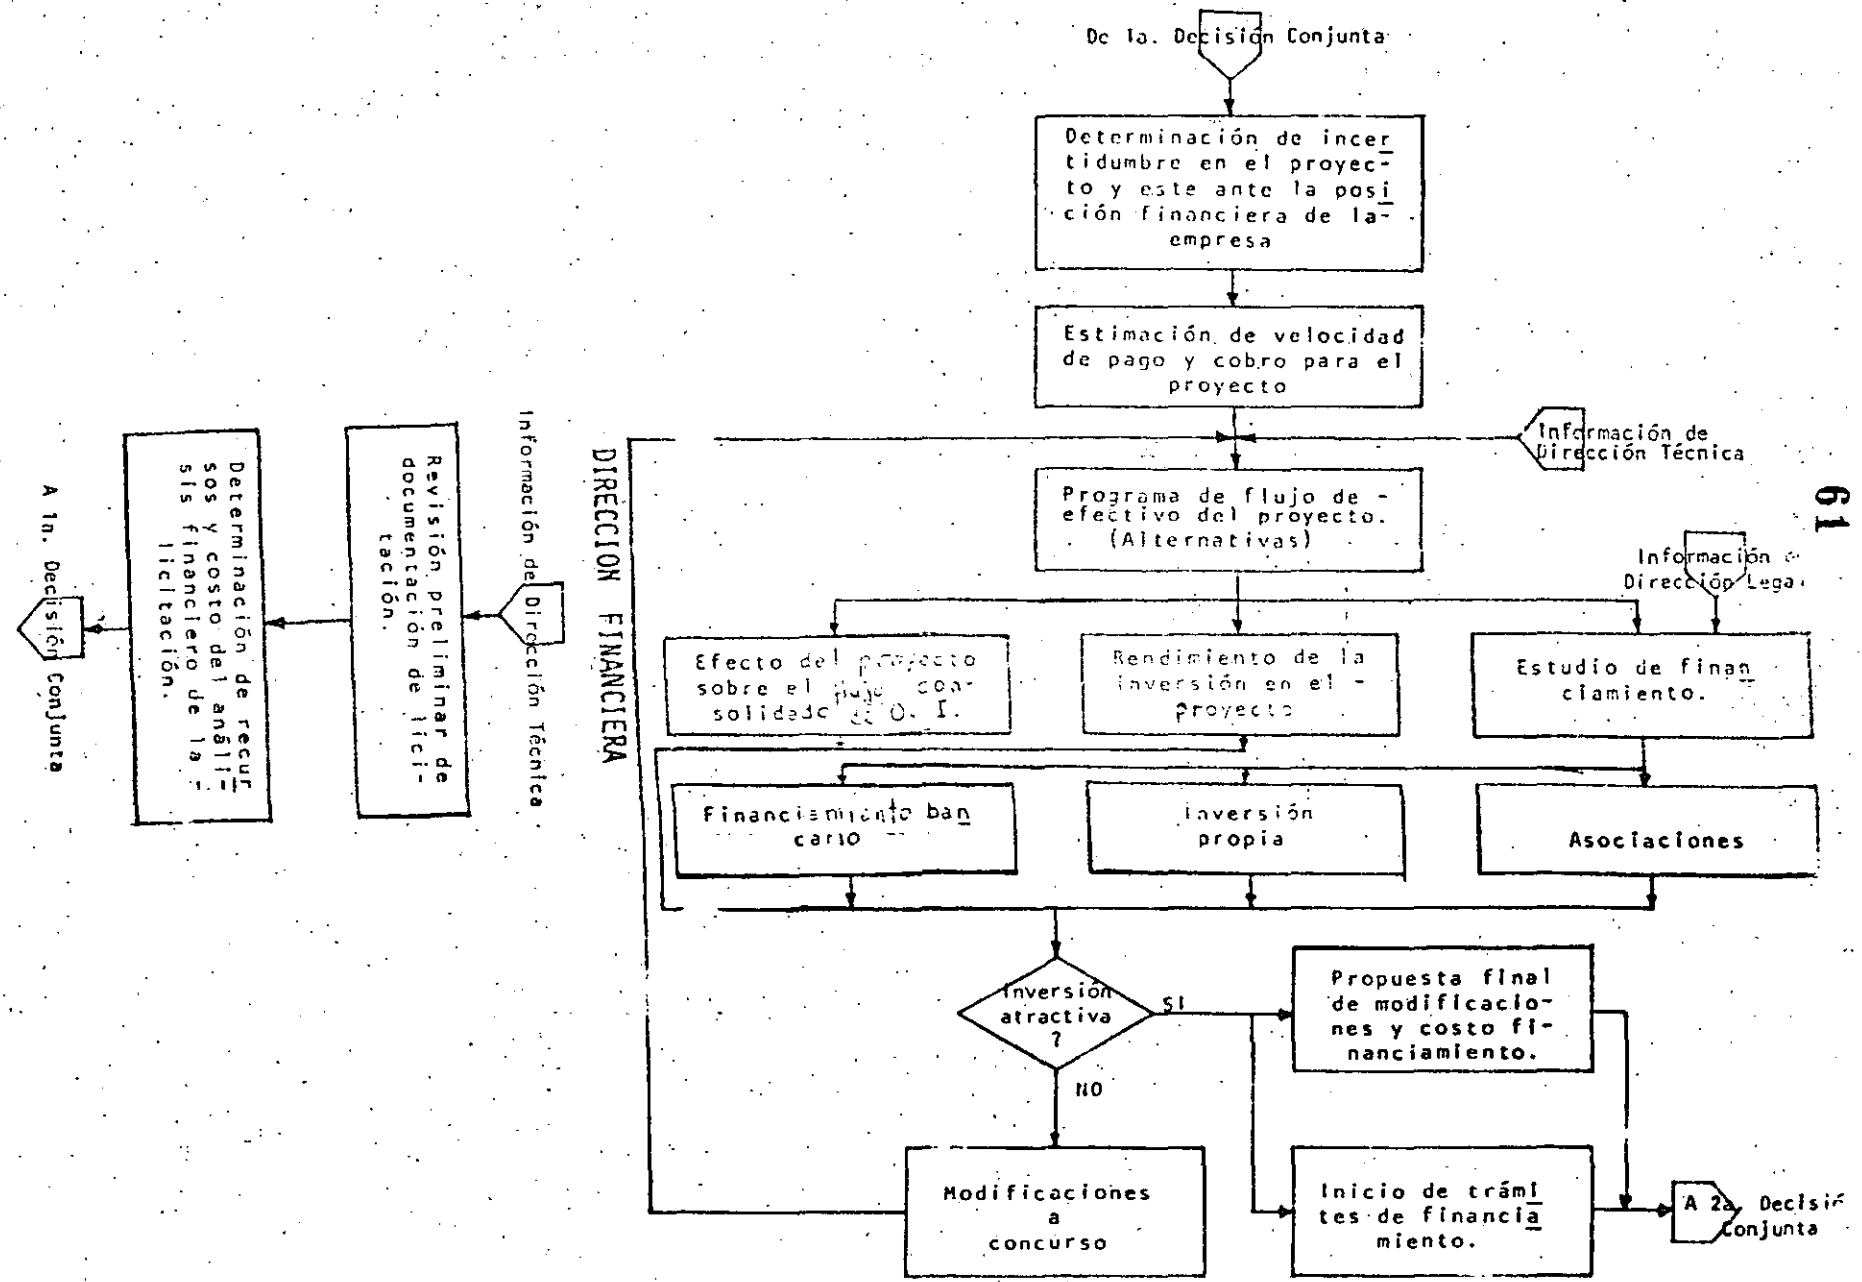 De 1a. Decisión Conjunta
Determinación de incer
tidumbre en el proyec-
to y este ante la posi
ción financiera de la-
empresa
Estimación de velocidad
de pago y cobro para el
proyecto
Información de
Dirección Técnica
Programa de flujo de -
efectivo del proyecto.
(Alternativas)
61
Información
Dirección Lega
Efecto del proyecto
sobre el flujo con-
solidado de O. I.
Rendimiento de la
inversión en el -
proyecto
Estudio de finan
ciamiento.
Financiamiento ban
cario
Inversión
propia
Asociaciones
Inversión
atractiva
?
SI
NO
Propuesta final
de modificacio-
nes y costo fi-
nanciamiento.
Modificaciones
a
concurso
Inicio de trámi
tes de financia
miento.
A 2a. Decisió
Conjunta
DIRECCION FINANCIERA
Información de Dirección Técnica
Revisión preliminar de
documentación de lici-
tación.
Determinación de recur
sos y costo del análi-
sis financiero de la -
licitación.
A 1a. Decisión Conjunta